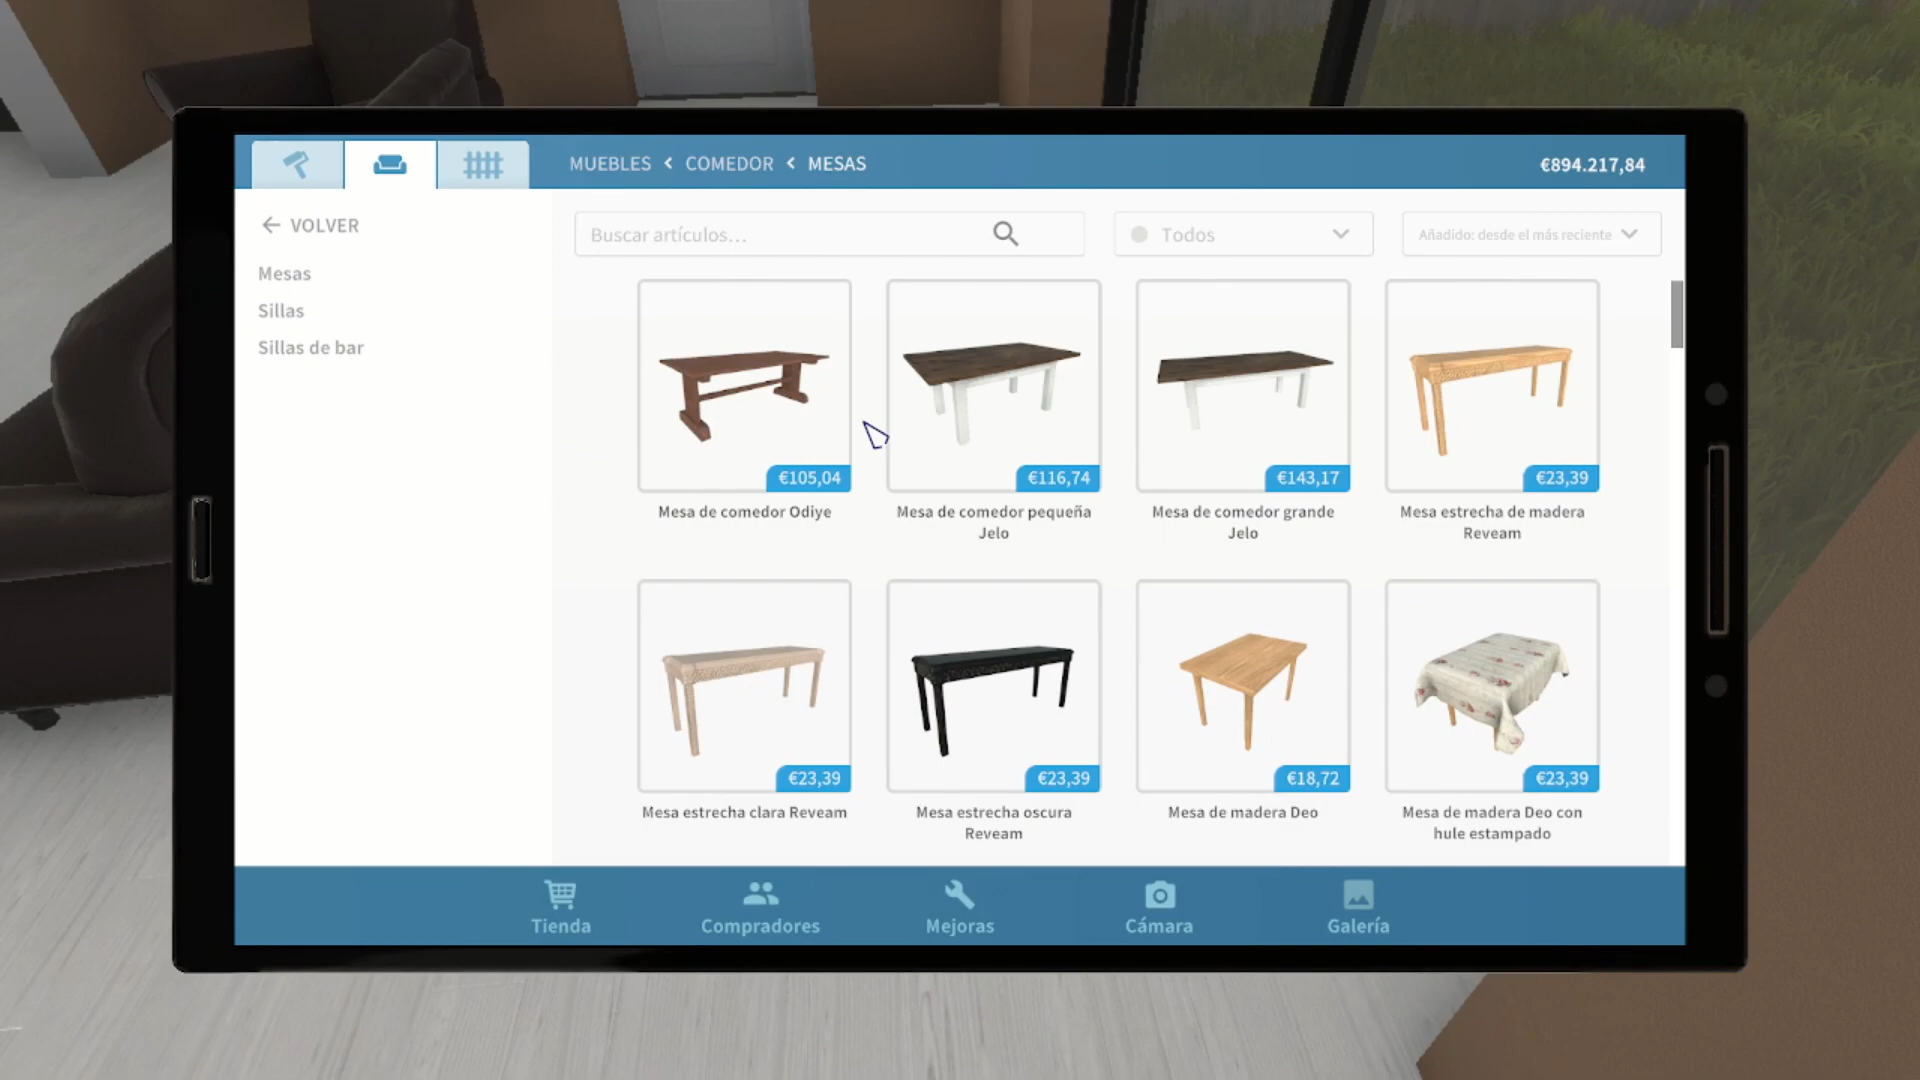 MUEBLES < COMEDOR < MESAS
€894.217,84
VOLVER
Mesas
Sillas
Sillas de bar
Buscar artículos...
Todos
Añadido: desde el más reciente
€105,04
€116,74
€143,17
€23,39
Mesa de comedor Odiye
Mesa de comedor pequeña
Jelo
Mesa de comedor grande
Jelo
Mesa estrecha de madera
Reveam
€23,39
€23,39
€18,72
€23,39
Mesa estrecha clara Reveam
Mesa estrecha oscura
Reveam
Mesa de madera Deo
Mesa de madera Deo con
hule estampado
Tienda
Compradores
Mejoras
Cámara
Galería